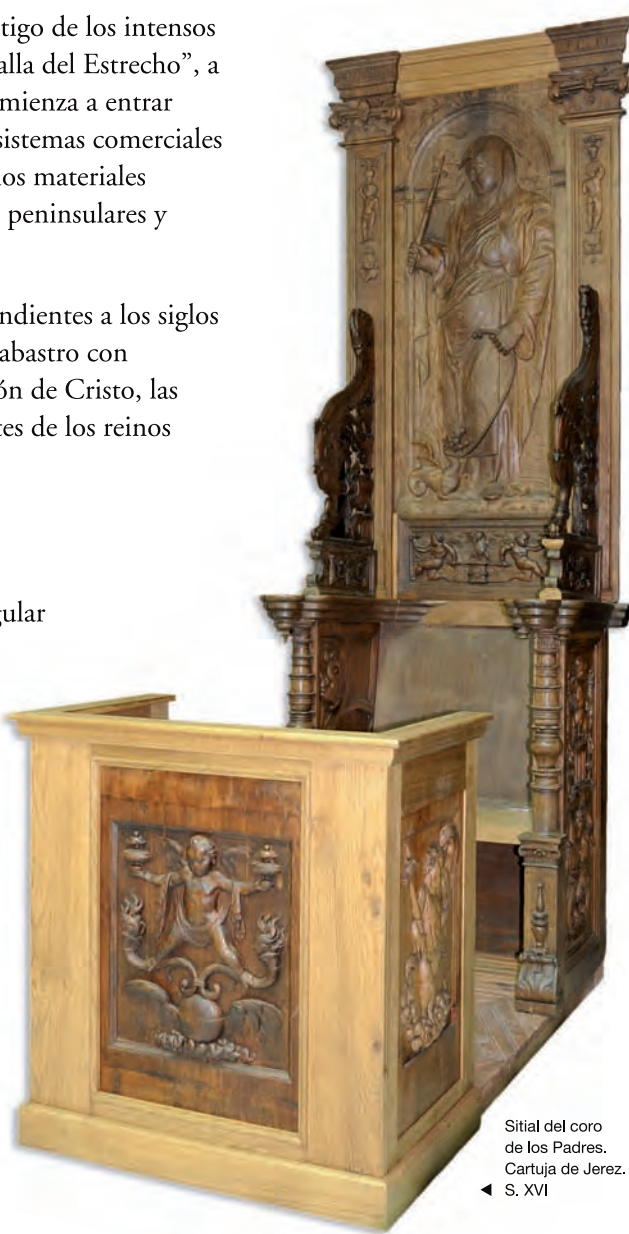 tigo de los intensos
alla del Estrecho”, a
mienza a entrar
sistemas comerciales
los materiales
peninsulares y
ndientes a los siglos
abastro con
ón de Cristo, las
tes de los reinos
gular
Sitial del coro
de los Padres.
Cartuja de Jerez.
◄ S. XVI